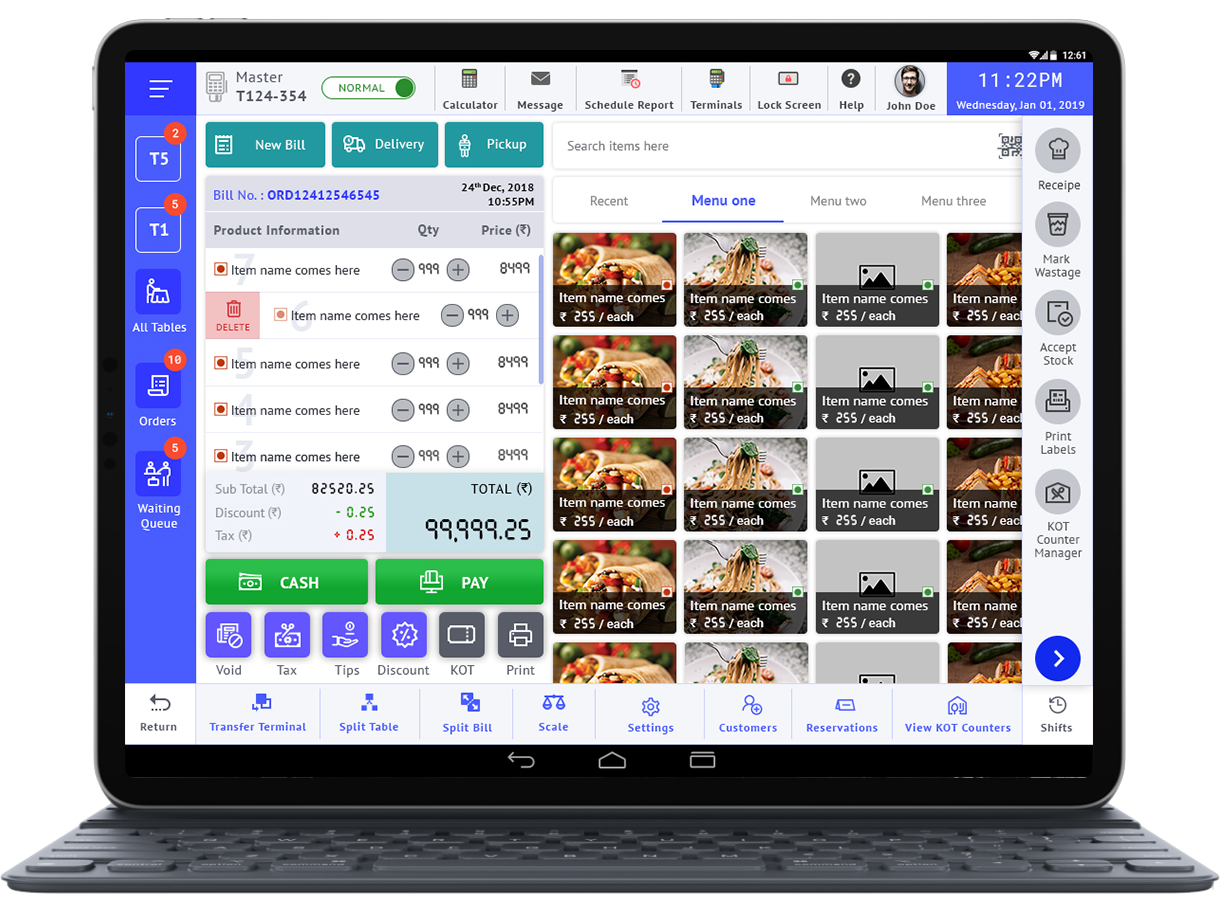 12:61
Master
T124-354
NORMAL
Calculator
Message
Schedule Report
Terminals
Lock Screen
Help
John Doe
11:22PM
Wednesday, Jan 01, 2019
2
T5
5
T1
All Tables
10
Orders
5
Waiting
Queue
New Bill
Delivery
Pickup
Bill No. : ORD12412546545
24th Dec, 2018
10:55PM
Product Information Qty Price (₹)
7 Item name comes here 999 8499
DELETE 6 Item name comes here 999
5 Item name comes here 999 8499
4 Item name comes here 999 8499
3 Item name comes here 999 8499
Sub Total (₹) 82520.25
Discount (₹) - 0.25
Tax (₹) + 0.25
TOTAL (₹)
99,999.25
CASH
PAY
Void
Tax
Tips
Discount
KOT
Print
Search items here
Recent
Menu one
Menu two
Menu three
Item name comes
₹ 255 / each
Item name comes
₹ 255 / each
Item name comes
₹ 255 / each
Item name
₹ 255 / each
Item name comes
₹ 255 / each
Item name comes
₹ 255 / each
Item name comes
₹ 255 / each
Item name
₹ 255 / each
Item name comes
₹ 255 / each
Item name comes
₹ 255 / each
Item name comes
₹ 255 / each
Item name
₹ 255 / each
Item name comes
₹ 255 / each
Item name comes
₹ 255 / each
Item name comes
₹ 255 / each
Item name
₹ 255 / each
Receipe
Mark
Wastage
Accept
Stock
Print
Labels
KOT
Counter
Manager
Return
Transfer Terminal
Split Table
Split Bill
Scale
Settings
Customers
Reservations
View KOT Counters
Shifts